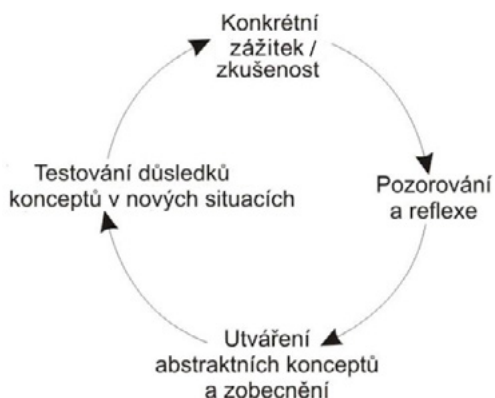 Konkrétní
zážitek /
zkušenost
Pozorování
a reflexe
Utváření
abstraktních konceptů
a zobecnění
Testování důsledků
konceptů v nových situacích